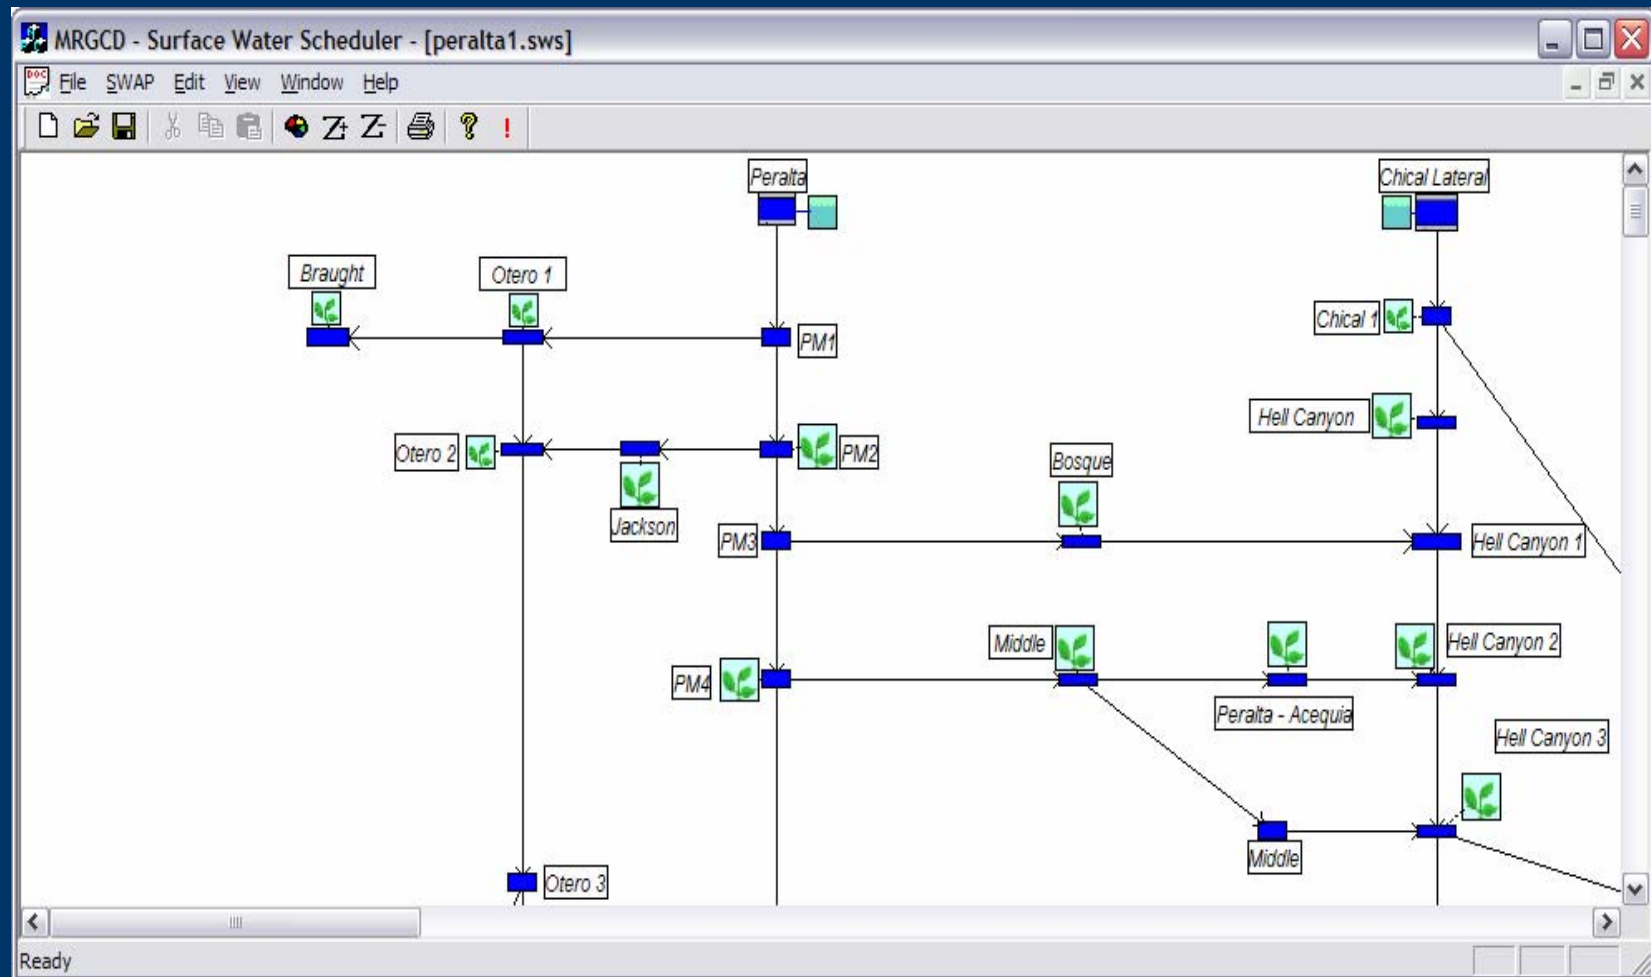 MRGCD - Surface Water Scheduler - [peralta1.sws]
DOC
File SWAP Edit View Window Help
Z+ Z- ? !
Peralta
Chical Lateral
Braught
Otero 1
Chical 1
PM1
Hell Canyon
Otero 2
PM2
Bosque
Jackson
PM3
Hell Canyon 1
Middle
Hell Canyon 2
PM4
Peralta - Acequia
Hell Canyon 3
Middle
Otero 3
Ready